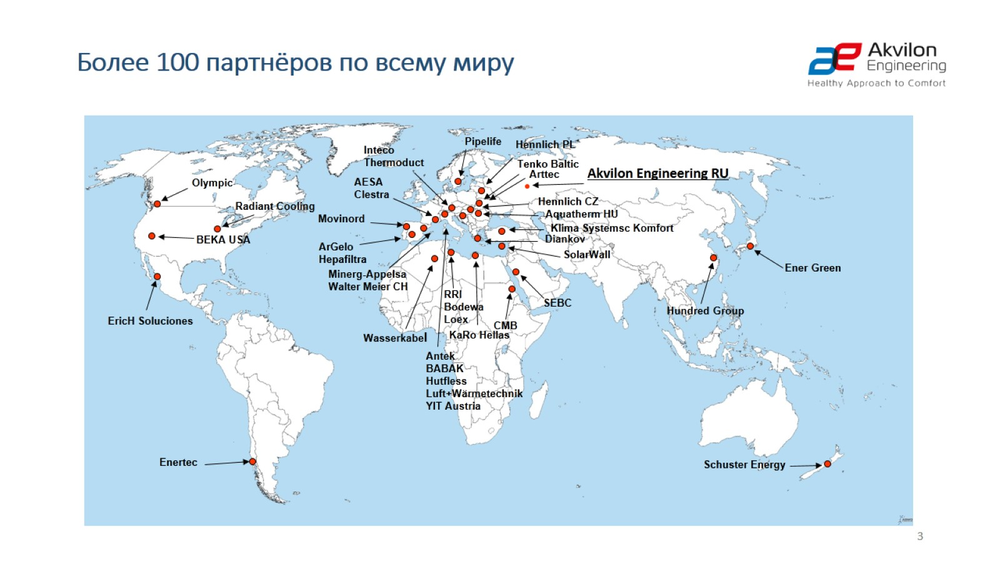 Более 100 партнёров по всему миру
Akvilon
Engineering
Healthy Approach to Comfort
Pipelife
Hennlich PL
Inteco
Thermoduct
Tenko Baltic
Arttec
Akvilon Engineering RU
AESA
Clestra
Olympic
Radiant Cooling
Hennlich CZ
Aquatherm HU
Movinord
Klima Systemsc Komfort
BEKA USA
Diankov
ArGelo
Hepafiltra
SolarWall
Ener Green
Minerg-Appelsa
Walter Meier CH
RRI
Bodewa
Loex
SEBC
Hundred Group
EricH Soluciones
CMB
Wasserkabel
KaRo Hellas
Antek
BABAK
Hutfless
Luft+Wärmetechnik
YIT Austria
Enertec
Schuster Energy
3